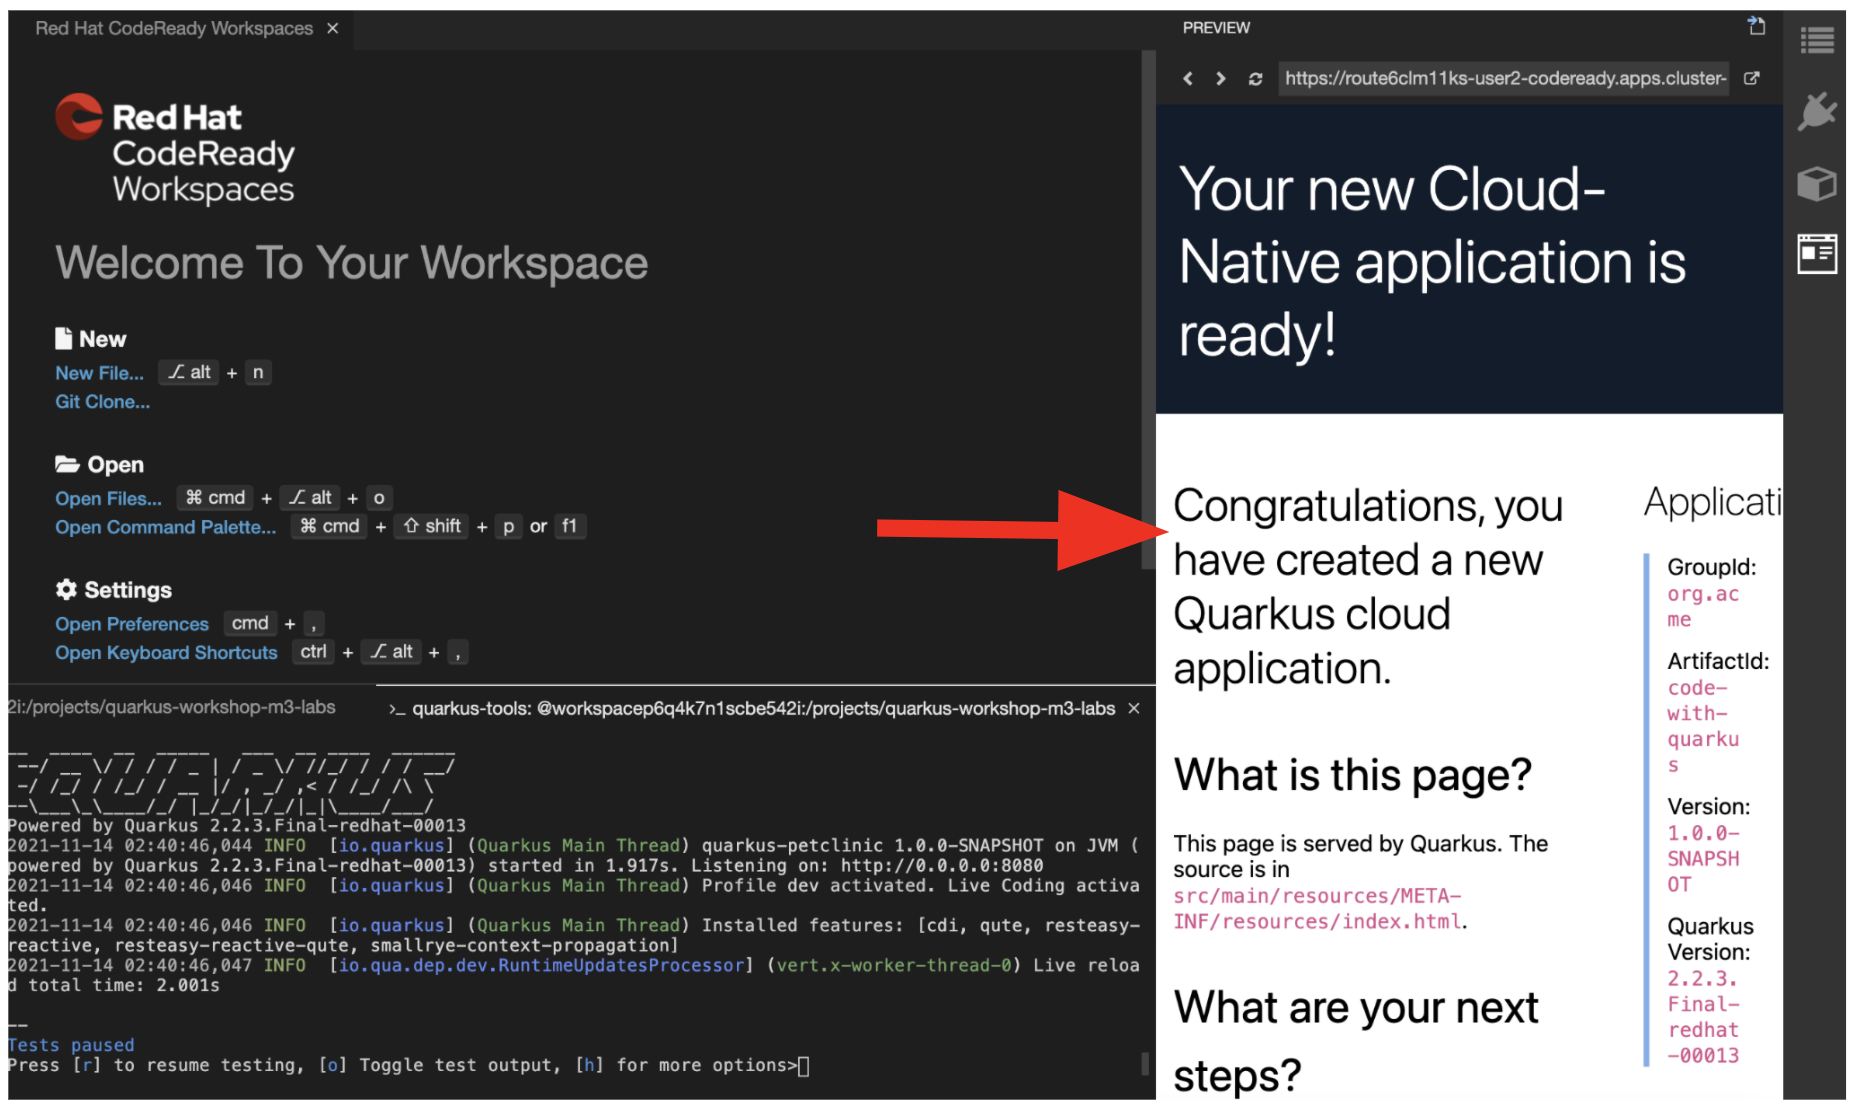 Red Hat CodeReady Workspaces ×
Red Hat
CodeReady
Workspaces
Welcome To Your Workspace
New
New File... ⌥ alt + n
Git Clone...
Open
Open Files... ⌘ cmd + ⌥ alt + o
Open Command Palette... ⌘ cmd + ⇧ shift + p or f1
Settings
Open Preferences cmd + ,
Open Keyboard Shortcuts ctrl + ⌥ alt + ,
2i:/projects/quarkus-workshop-m3-labs
>_ quarkus-tools: @workspacep6q4k7n1scbe542i:/projects/quarkus-workshop-m3-labs ×
Powered by Quarkus 2.2.3.Final-redhat-00013
2021-11-14 02:40:46,044 INFO [io.quarkus] (Quarkus Main Thread) quarkus-petclinic 1.0.0-SNAPSHOT on JVM (
powered by Quarkus 2.2.3.Final-redhat-00013) started in 1.917s. Listening on: http://0.0.0.0:8080
2021-11-14 02:40:46,046 INFO [io.quarkus] (Quarkus Main Thread) Profile dev activated. Live Coding activa
ted.
2021-11-14 02:40:46,046 INFO [io.quarkus] (Quarkus Main Thread) Installed features: [cdi, qute, resteasy-
reactive, resteasy-reactive-qute, smallrye-context-propagation]
2021-11-14 02:40:46,047 INFO [io.qua.dep.dev.RuntimeUpdatesProcessor] (vert.x-worker-thread-0) Live reloa
d total time: 2.001s
--
Tests paused
Press [r] to resume testing, [o] Toggle test output, [h] for more options>
PREVIEW
https://route6clm11ks-user2-codeready.apps.cluster-
Your new Cloud-
Native application is
ready!
Congratulations, you
have created a new
Quarkus cloud
application.
What is this page?
This page is served by Quarkus. The
source is in
src/main/resources/META-
INF/resources/index.html.
What are your next
steps?
Applicati
GroupId:
org.ac
me
ArtifactId:
code-
with-
quarku
s
Version:
1.0.0-
SNAPSH
OT
Quarkus
Version:
2.2.3.
Final-
redhat
-00013